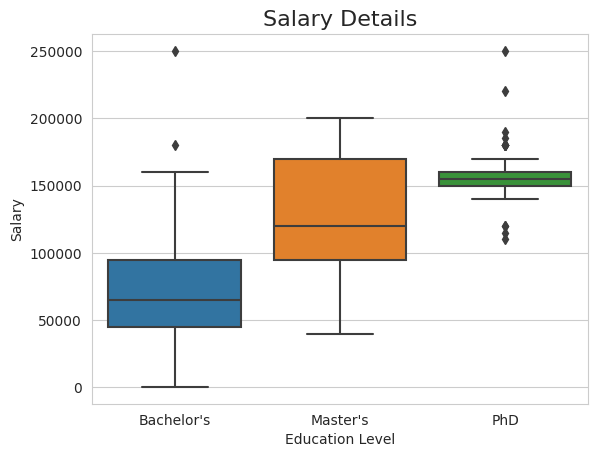 Salary Details
250000
200000
150000
100000
50000
0
Salary
Bachelor's Master's PhD
Education Level